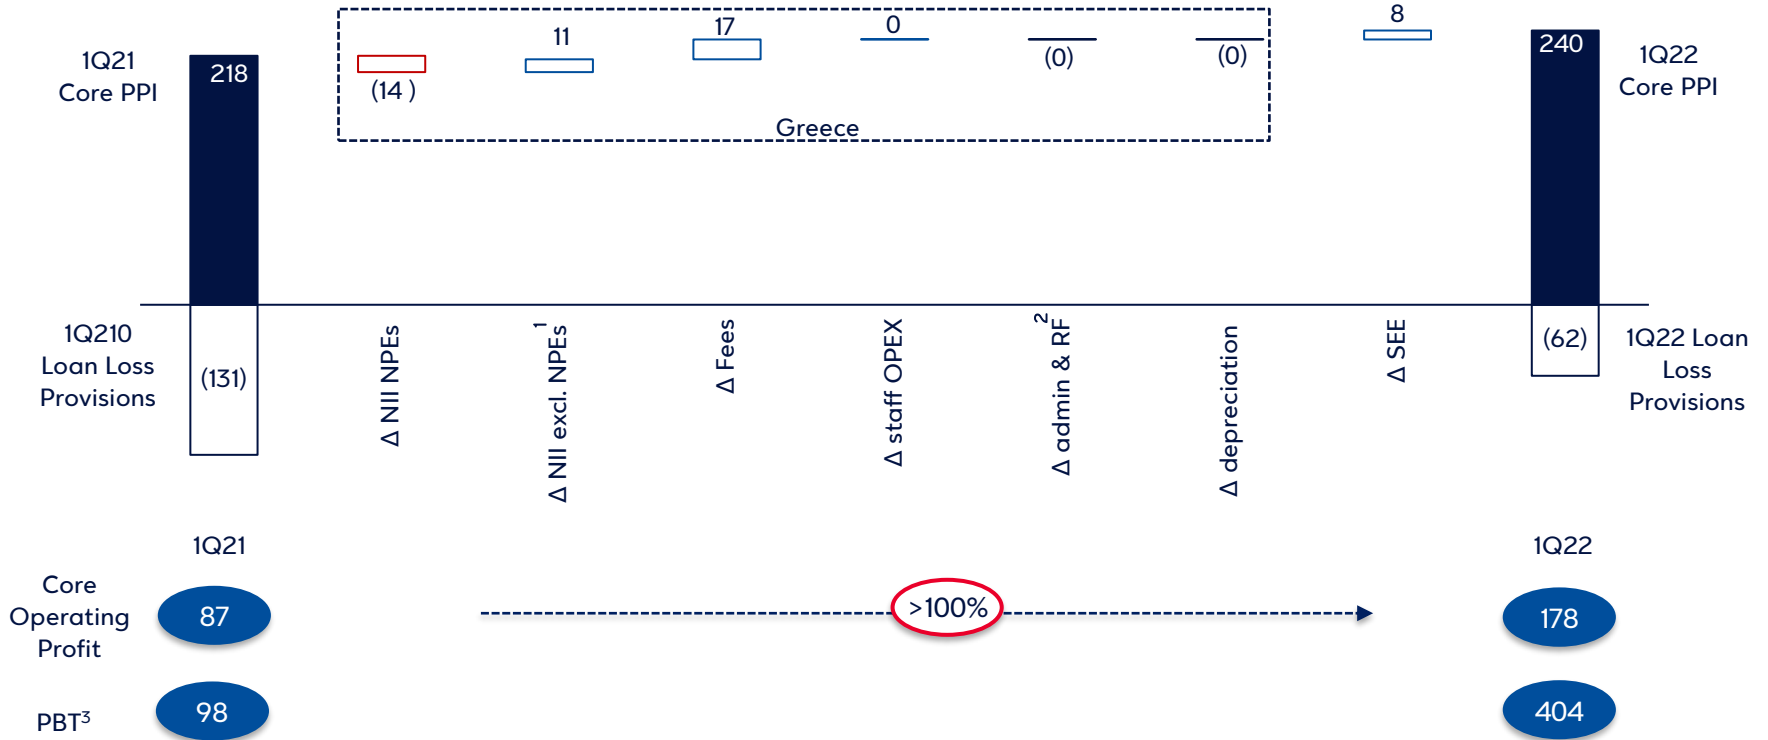 1Q21
Core PPI
218
(14 )
11
17
0
(0)
(0)
8
240
1Q22
Core PPI
Greece
1Q210
Loan Loss
Provisions
(131)
Δ NII NPEs
Δ NII excl. NPEs¹
Δ Fees
Δ staff OPEX
Δ admin & RF²
Δ depreciation
Δ SEE
(62)
1Q22 Loan
Loss
Provisions
1Q21
1Q22
Core
Operating
Profit
87
>100%
178
PBT³
98
404